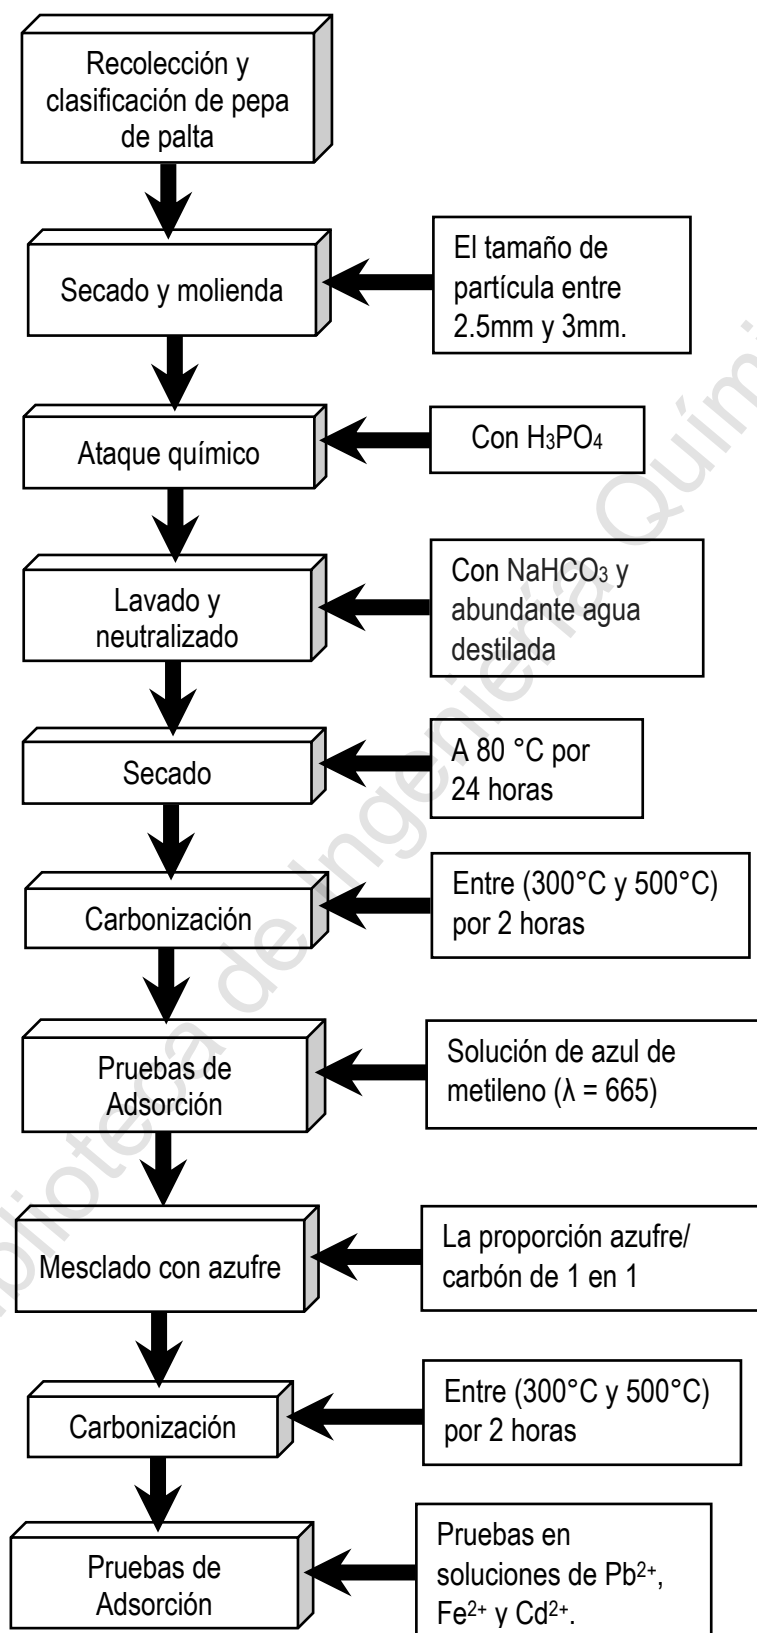 Recolección y
clasificación de pepa
de palta
Secado y molienda
El tamaño de
partícula entre
2.5mm y 3mm.
Ataque químico
Con H₃PO₄
Lavado y
neutralizado
Con NaHCO₃ y
abundante agua
destilada
Secado
A 80 °C por
24 horas
Carbonización
Entre (300°C y 500°C)
por 2 horas
Pruebas de
Adsorción
Solución de azul de
metileno (λ = 665)
Mesclado con azufre
La proporción azufre/
carbón de 1 en 1
Carbonización
Entre (300°C y 500°C)
por 2 horas
Pruebas de
Adsorción
Pruebas en
soluciones de Pb²⁺,
Fe²⁺ y Cd²⁺.
de Ingeniería